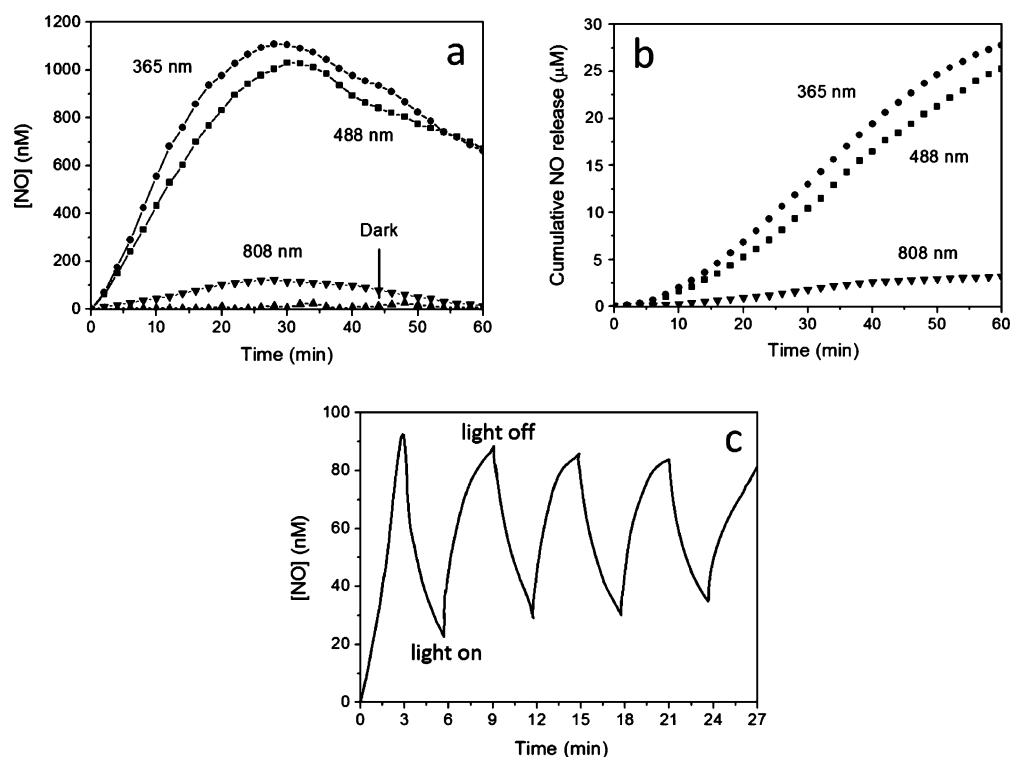 a
[NO] (nM)
1200
1000
800
600
400
200
0
365 nm
488 nm
808 nm
Dark
0 10 20 30 40 50 60
Time (min)
b
Cumulative NO release (μM)
30
25
20
15
10
5
0
365 nm
488 nm
808 nm
0 10 20 30 40 50 60
Time (min)
c
[NO] (nM)
100
80
60
40
20
0
light off
light on
0 3 6 9 12 15 18 21 24 27
Time (min)